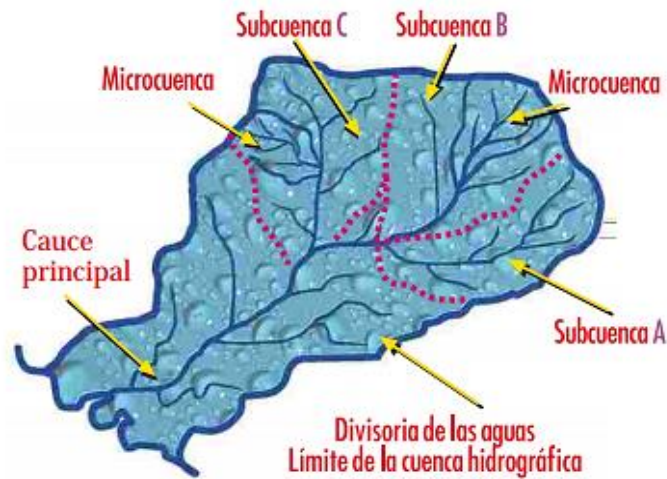 Subcuenca C
Subcuenca B
Microcuenca
Microcuenca
Cauce
principal
Subcuenca A
Divisoria de las aguas
Límite de la cuenca hidrográfica